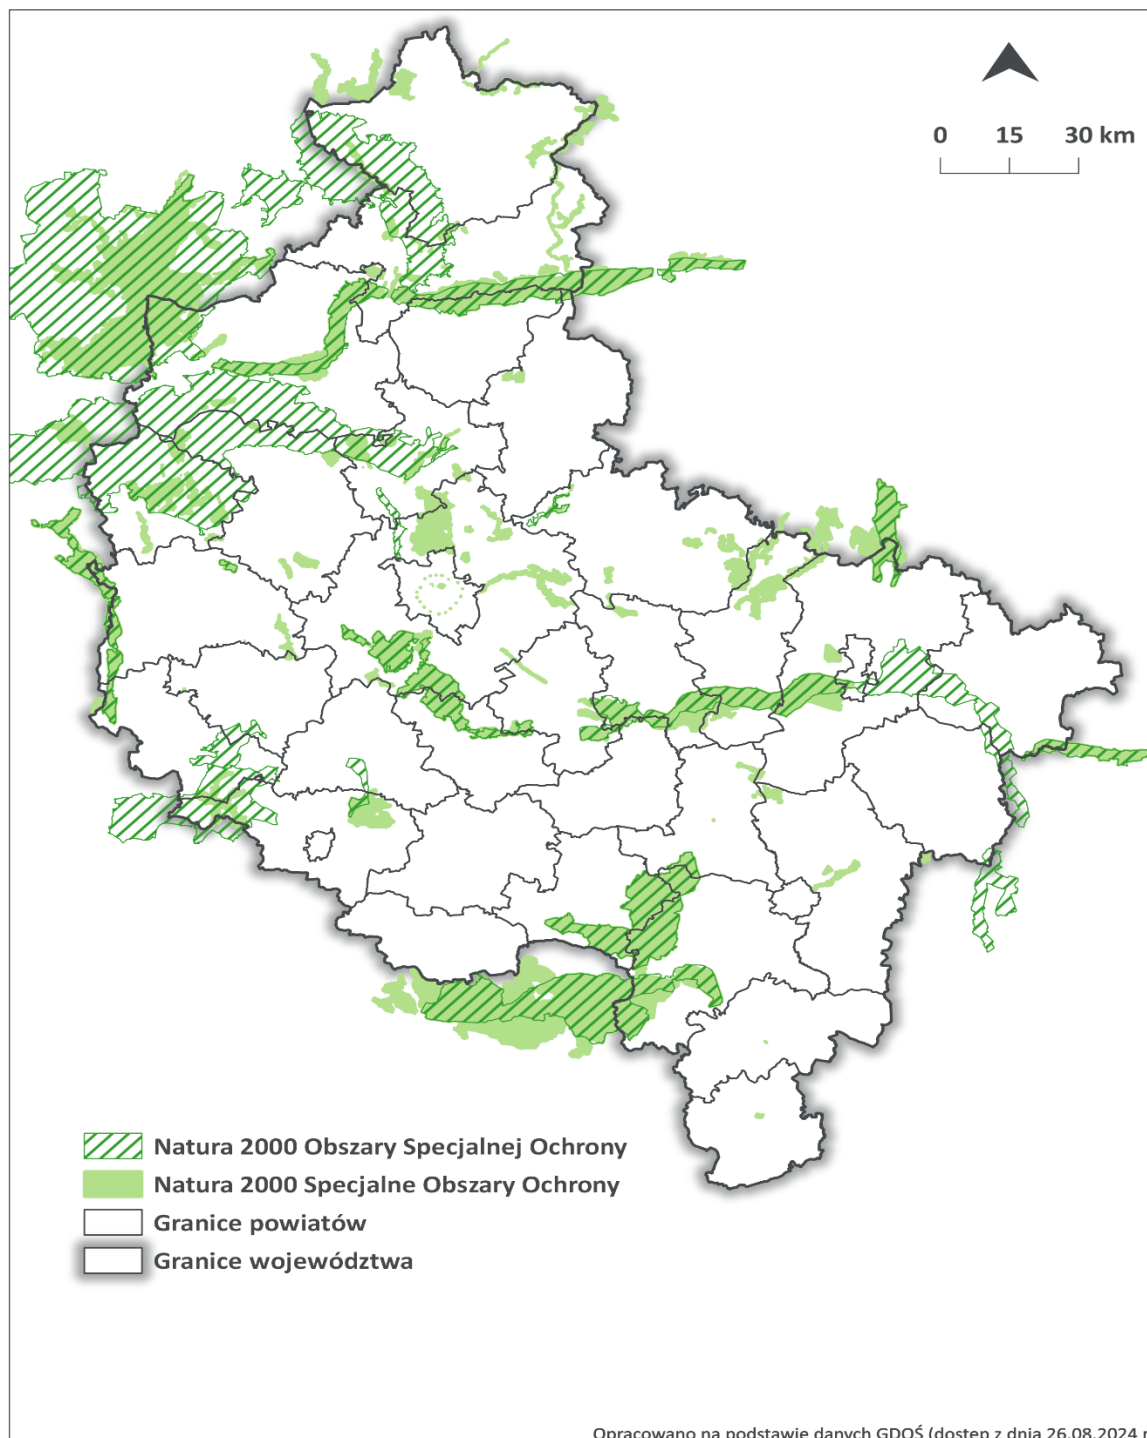 0 15 30 km
Natura 2000 Obszary Specjalnej Ochrony
Natura 2000 Specjalne Obszary Ochrony
Granice powiatów
Granice województwa
Opracowano na podstawie danych GDOŚ (dostęp z dnia 26.08.2024 r